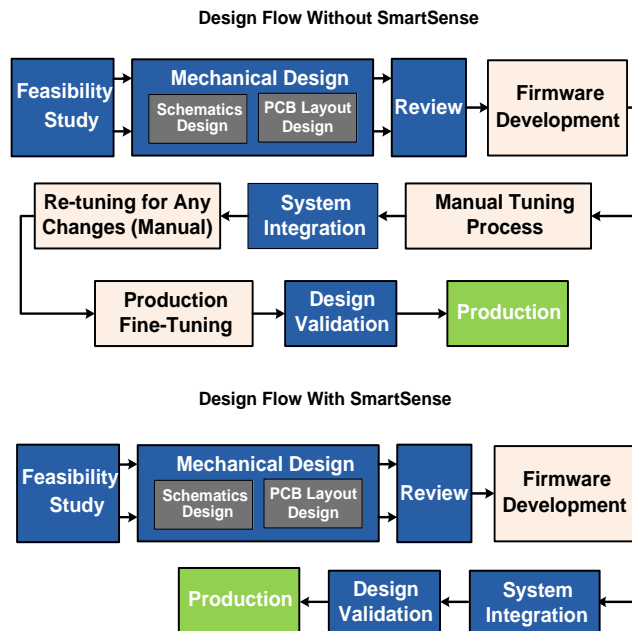 Design Flow Without SmartSense
Feasibility
Study
Mechanical Design
Schematics
Design
PCB Layout
Design
Review
Firmware
Development
Re-tuning for Any
Changes (Manual)
System
Integration
Manual Tuning
Process
Production
Fine-Tuning
Design
Validation
Production
Design Flow With SmartSense
Feasibility
Study
Mechanical Design
Schematics
Design
PCB Layout
Design
Review
Firmware
Development
Production
Design
Validation
System
Integration